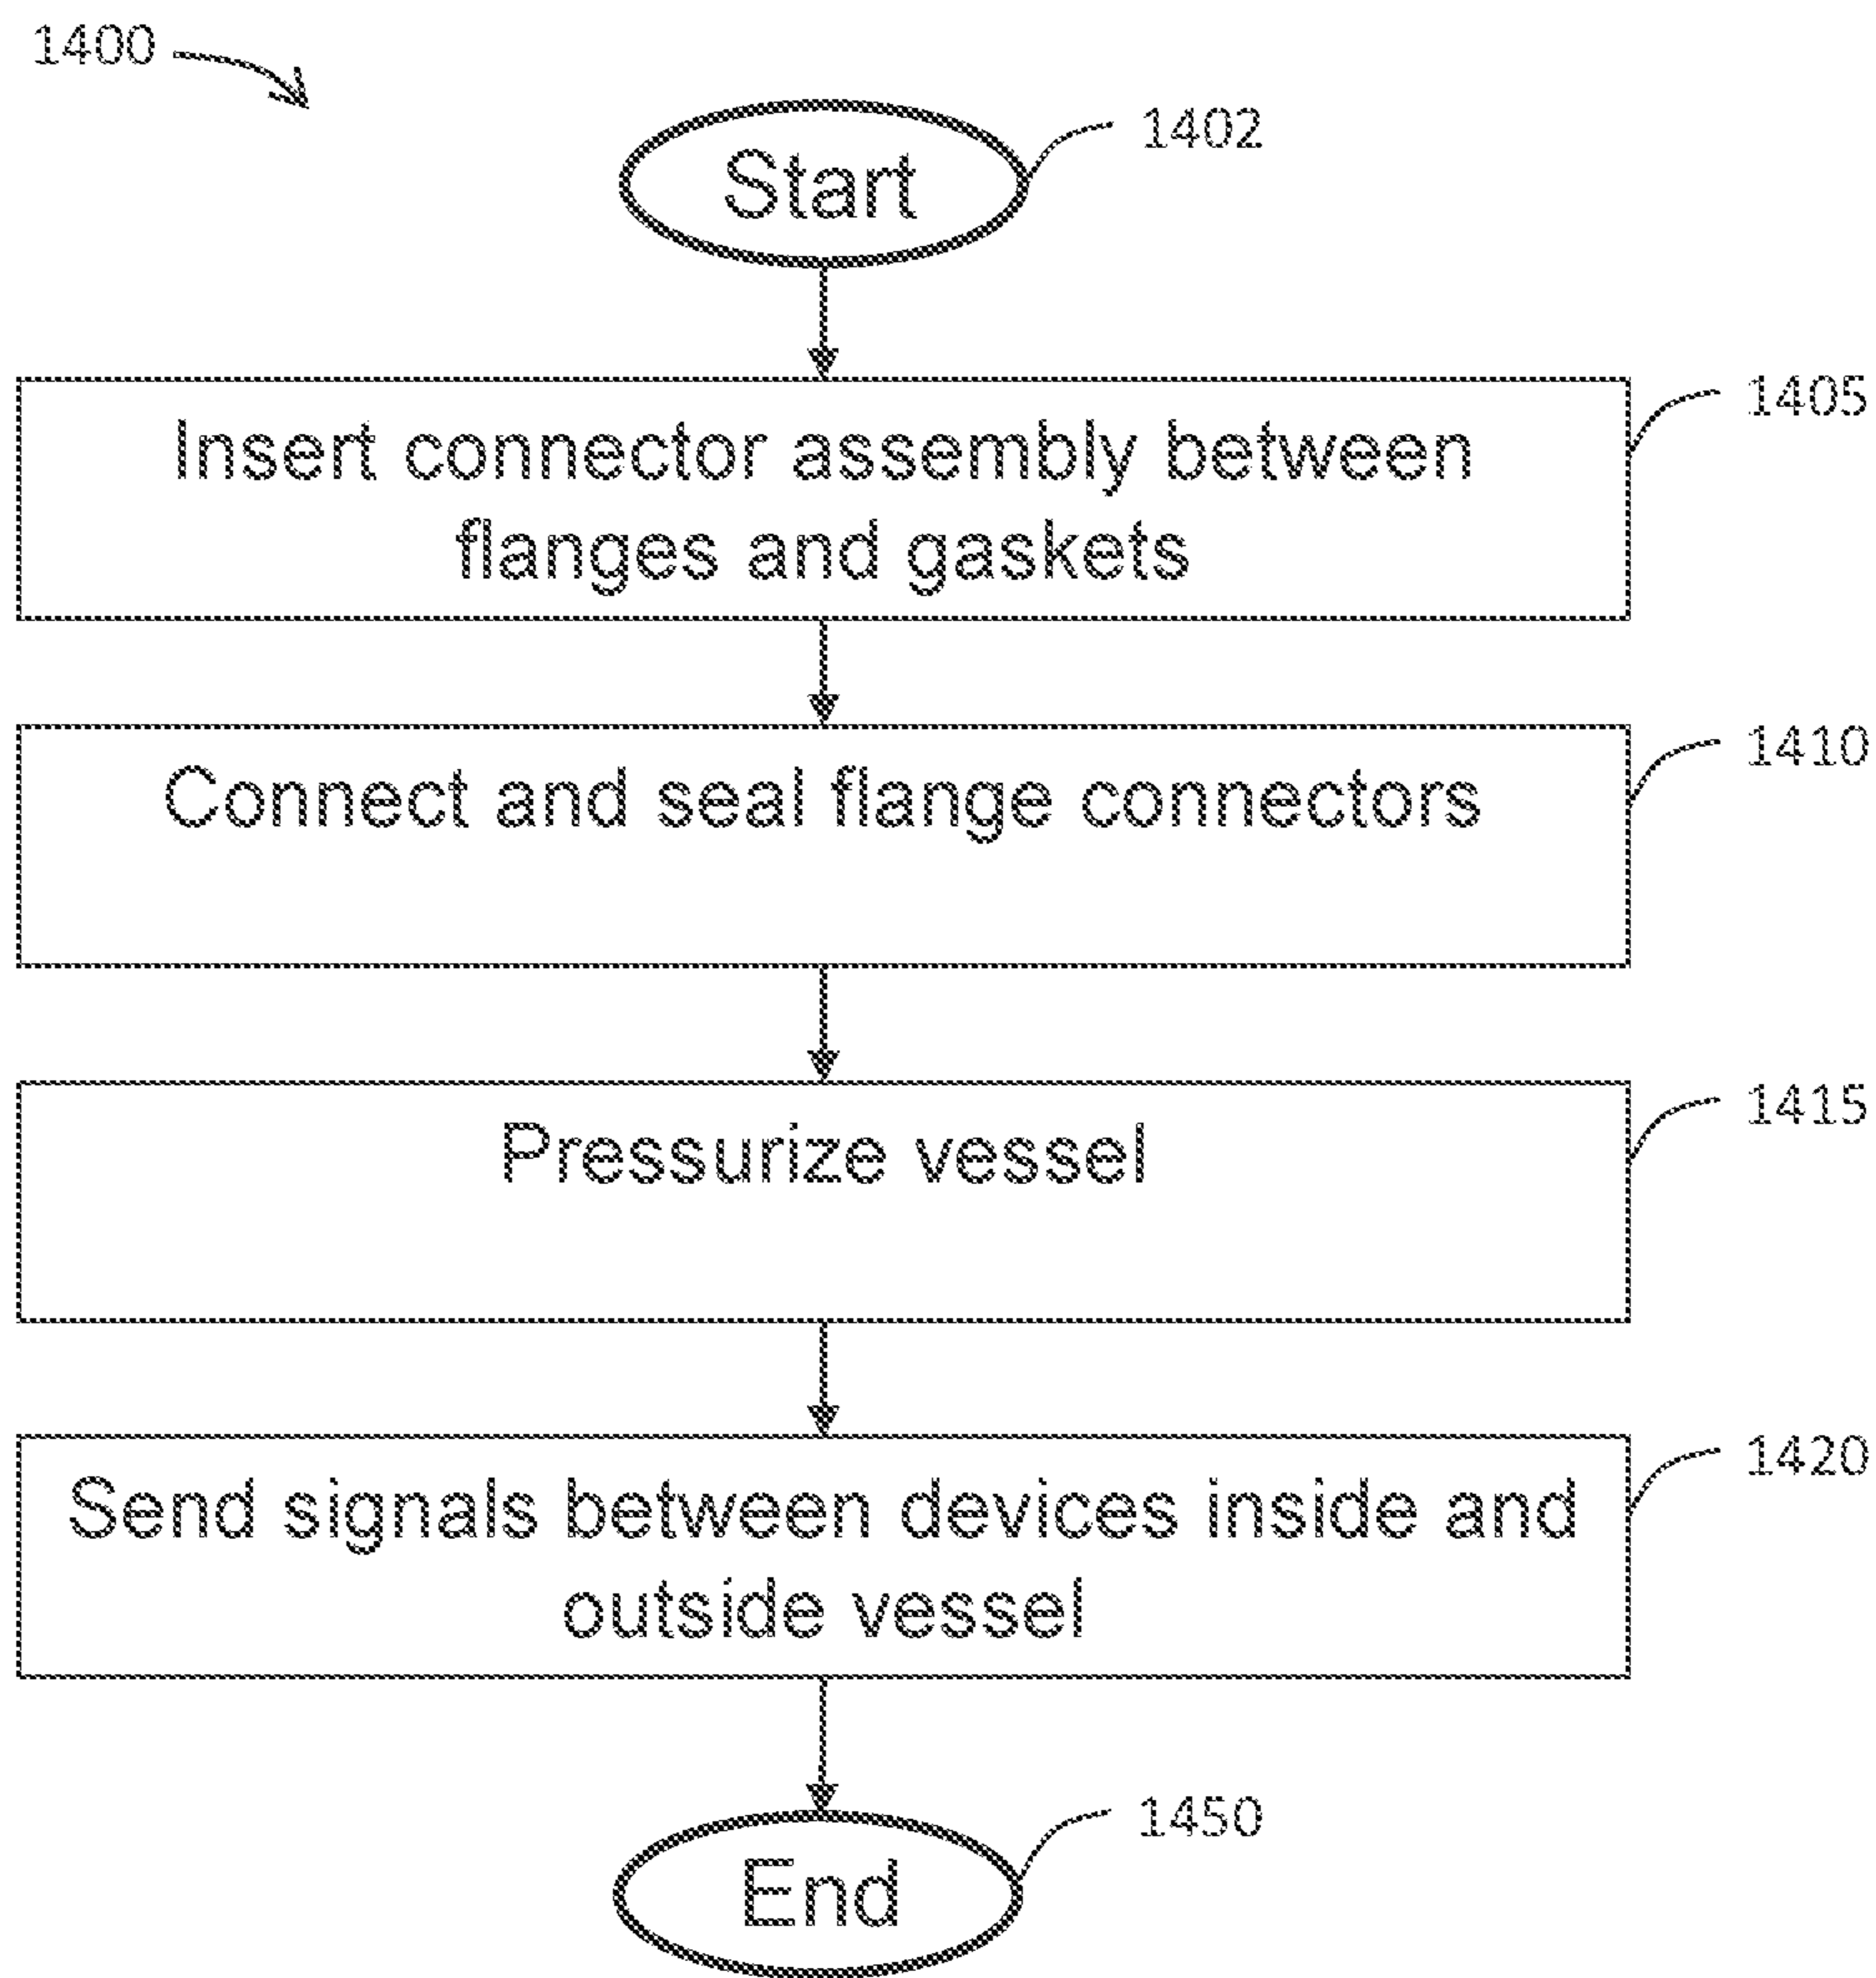 1400
Start
1402
Insert connector assembly between
flanges and gaskets
1405
Connect and seal flange connectors
1410
Pressurize vessel
1415
Send signals between devices inside and
outside vessel
1420
End
1450